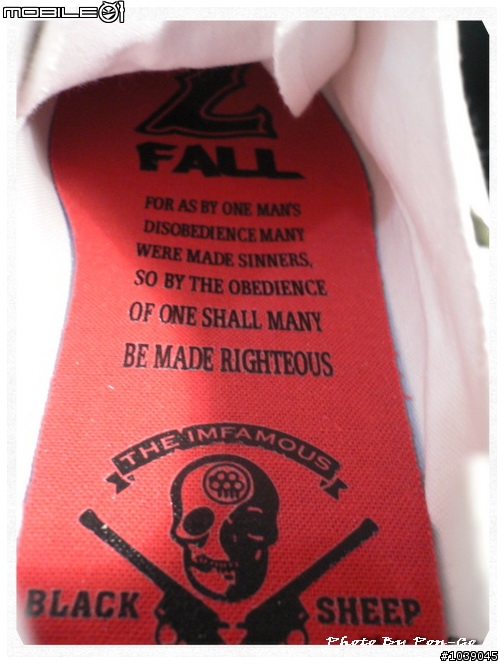 MOBILE01
FALL
FOR AS BY ONE MAN'S
DISOBEDIENCE MANY
WERE MADE SINNERS,
SO BY THE OBEDIENCE
OF ONE SHALL MANY
BE MADE RIGHTEOUS
THE IMFAMOUS
BLACK SHEEP
Photo By Pon-Ge
#1039045